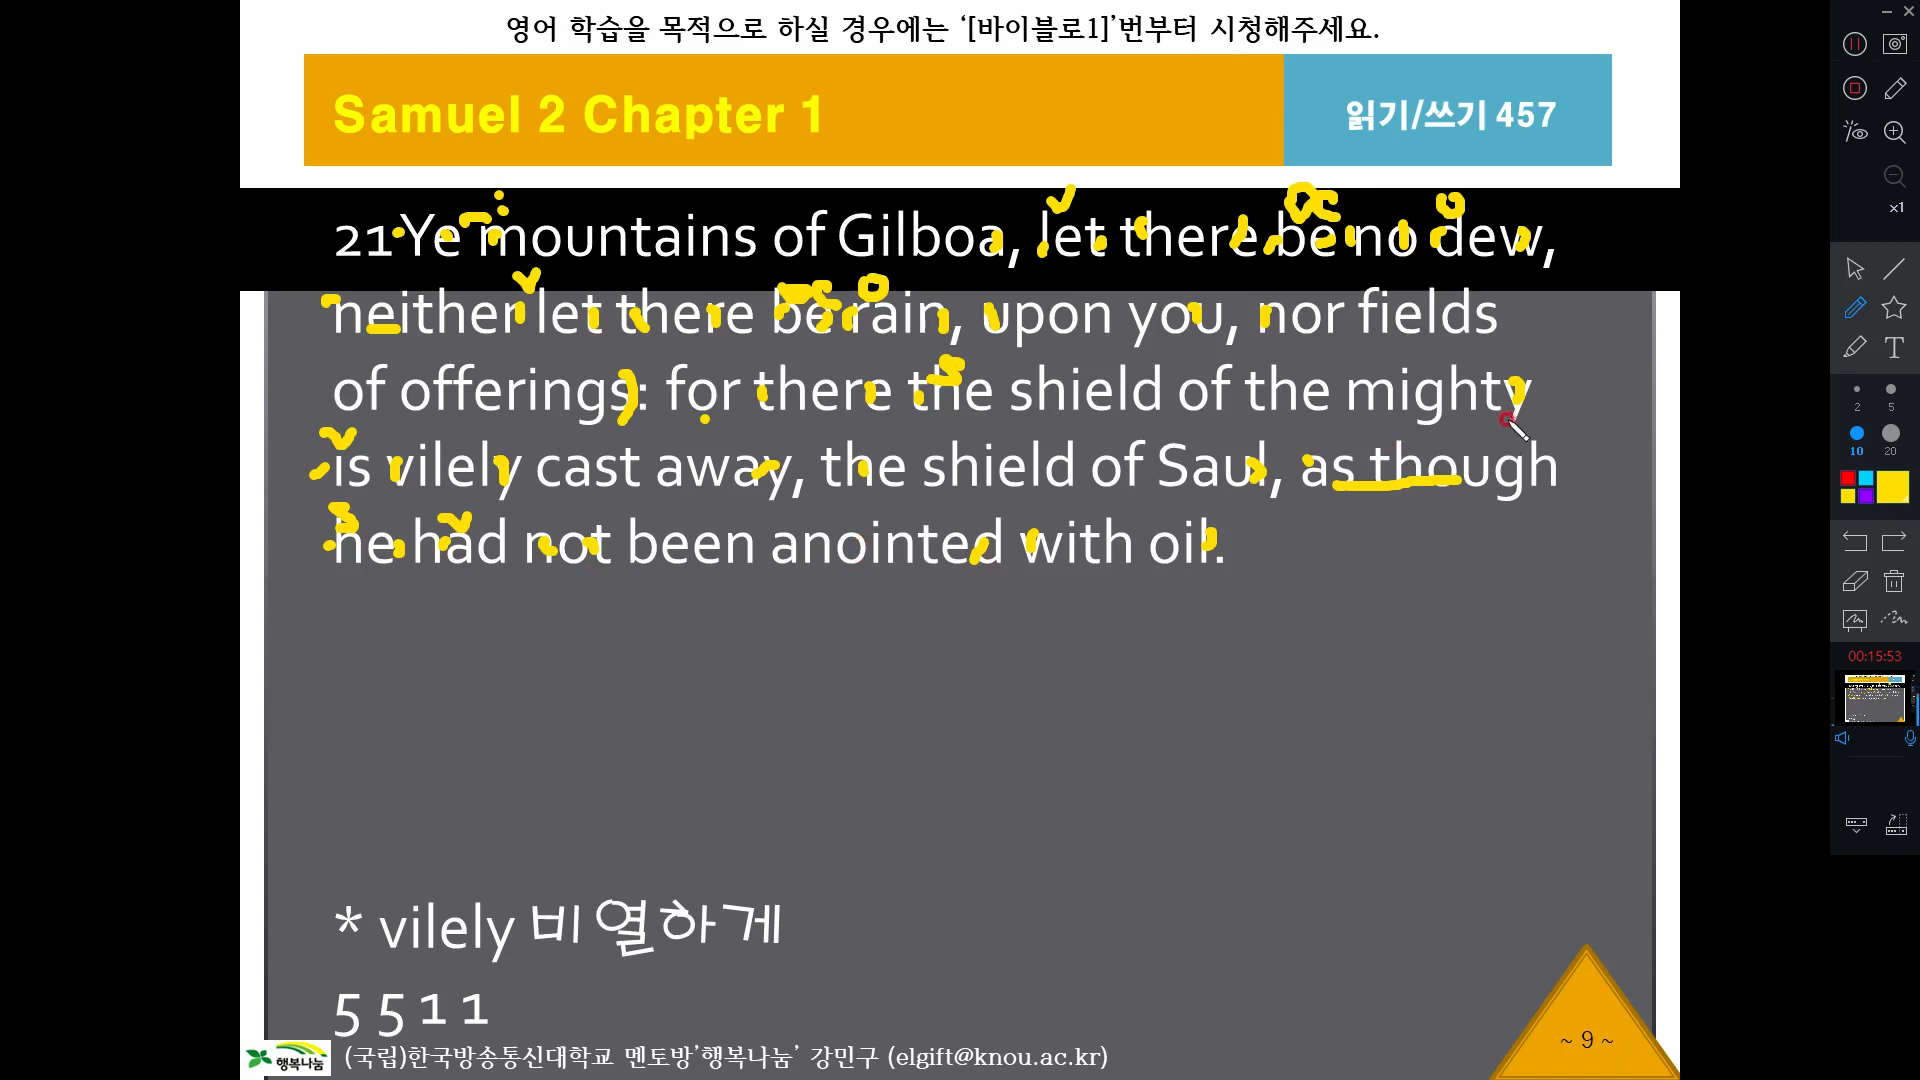 영어 학습을 목적으로 하실 경우에는 ‘[바이블로1]’번부터 시청해주세요.
Samuel 2 Chapter 1
읽기/쓰기 457
21 Ye mountains of Gilboa, let there be no dew,
neither let there be rain, upon you, nor fields
of offerings: for there the shield of the mighty
is vilely cast away, the shield of Saul, as though
he had not been anointed with oil.
* vilely 비열하게
5 5 1 1
~ 9 ~
행복나눔
(국립)한국방송통신대학교 멘토방’행복나눔’ 강민구 (elgift@knou.ac.kr)
x1
T
2
5
10
20
00:15:53